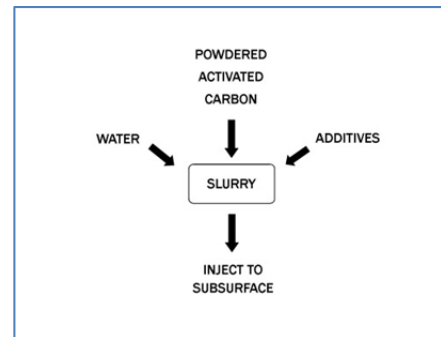 POWDERED
ACTIVATED
CARBON
WATER
ADDITIVES
SLURRY
INJECT TO
SUBSURFACE